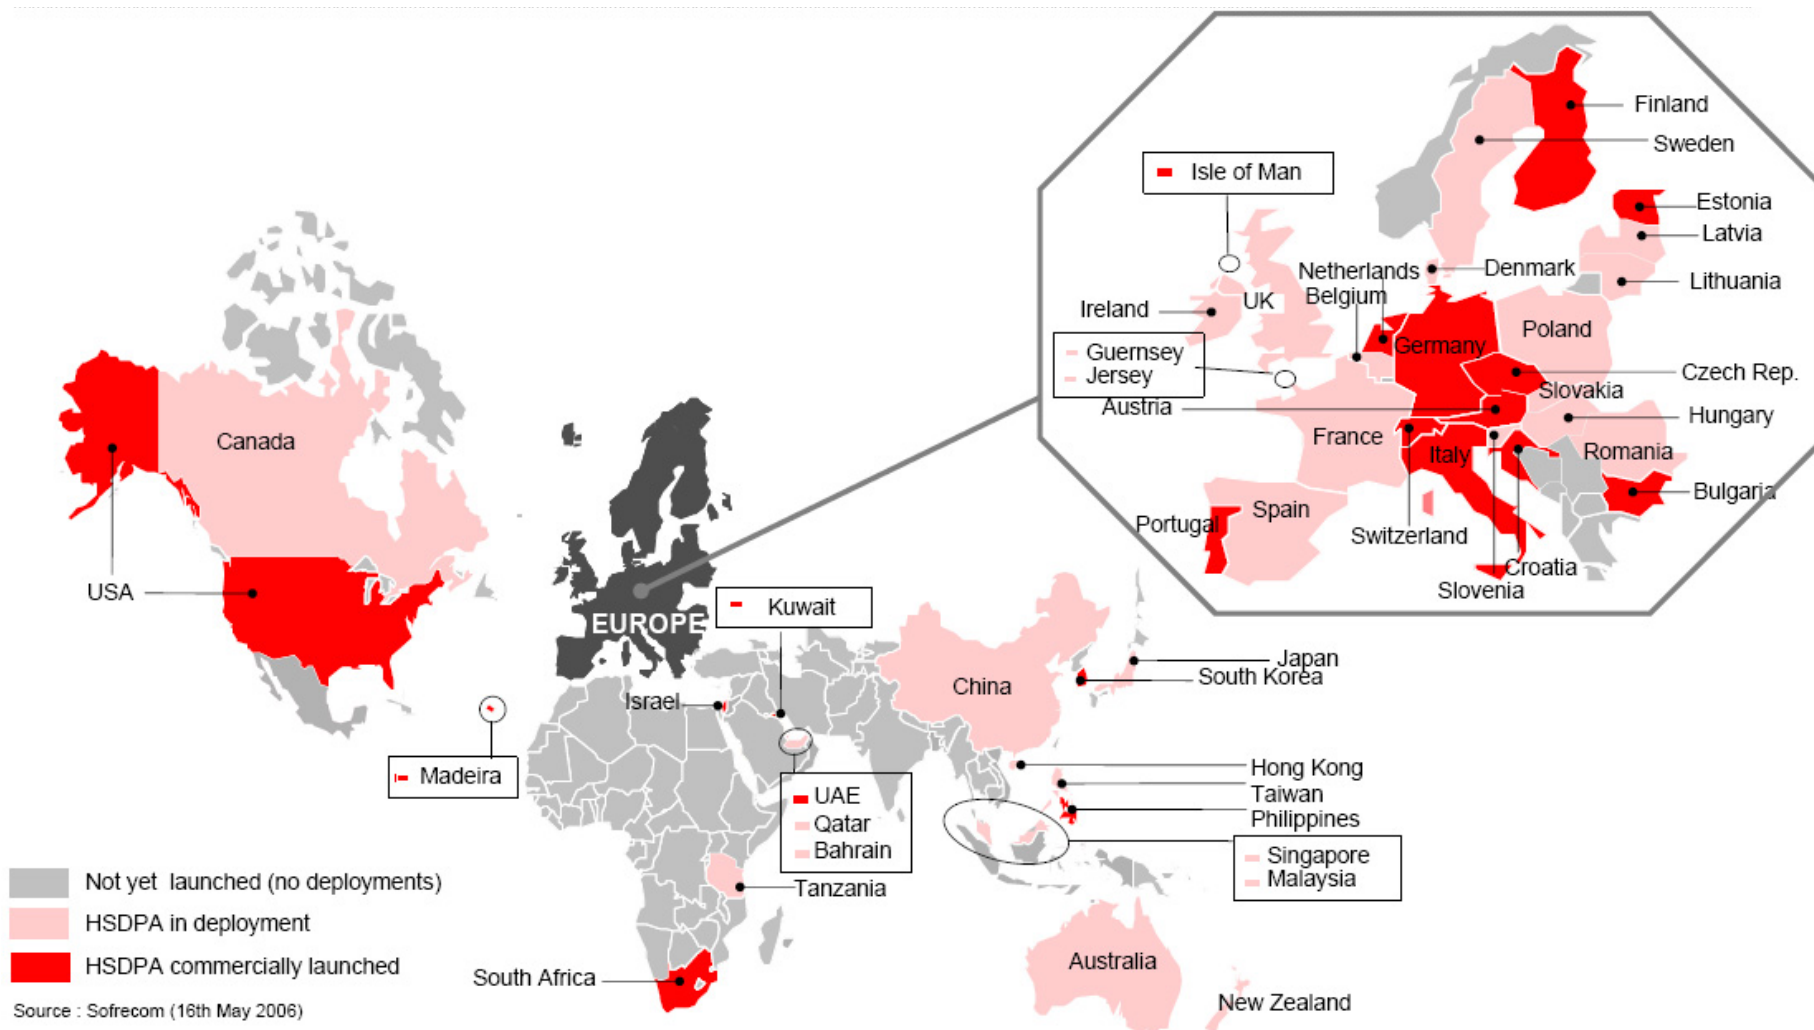 Finland
Sweden
Isle of Man
Estonia
Latvia
Netherlands
Denmark
Belgium
Lithuania
Ireland
UK
Poland
Guernsey
Germany
Jersey
Czech Rep.
Slovakia
Austria
Hungary
France
Italy
Romania
Bulgaria
Portugal
Spain
Switzerland
Croatia
Slovenia
Canada
USA
EUROPE
Kuwait
Japan
South Korea
China
Israel
Madeira
Hong Kong
Taiwan
Philippines
UAE
Qatar
Bahrain
Singapore
Malaysia
Tanzania
Australia
South Africa
New Zealand
Not yet launched (no deployments)
HSDPA in deployment
HSDPA commercially launched
Source : Sofrecom (16th May 2006)